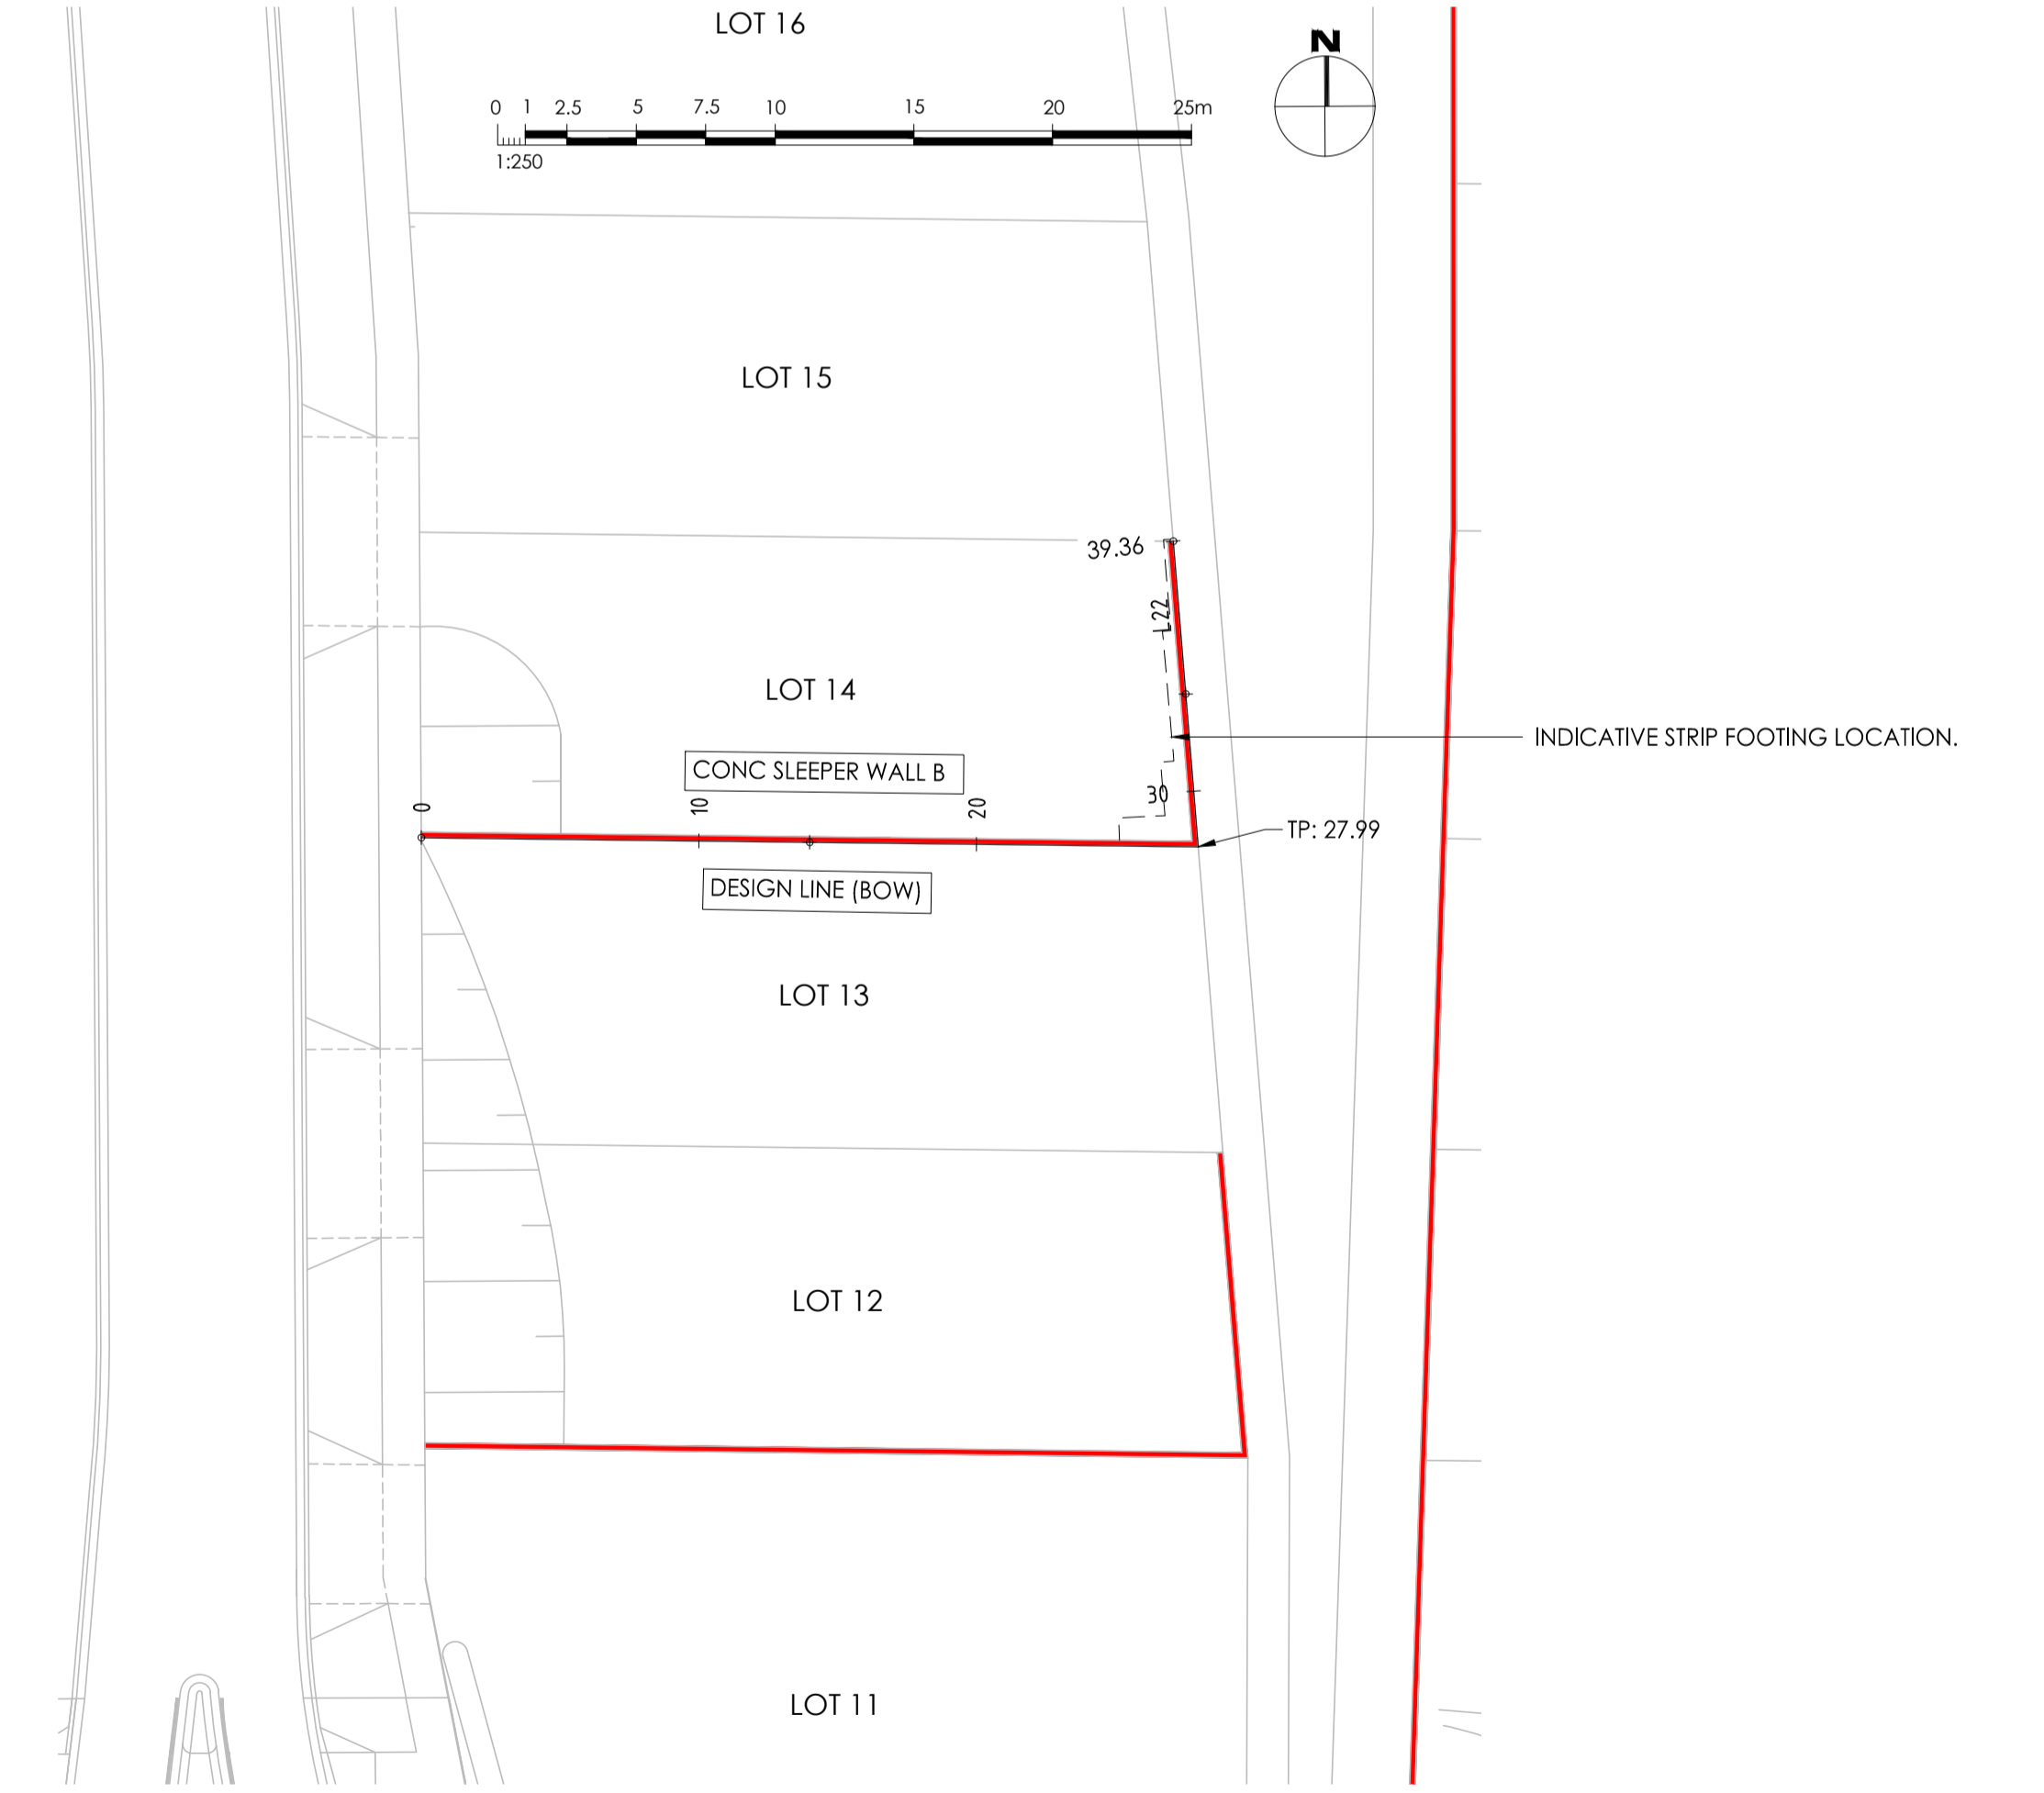 LOT 16
N
0 1 2.5 5 7.5 10 15 20 25m
1:250
LOT 15
39.36
LOT 14
INDICATIVE STRIP FOOTING LOCATION.
CONC SLEEPER WALL B
30
0 10 20
TP: 27.99
DESIGN LINE (BOW)
LOT 13
LOT 12
LOT 11